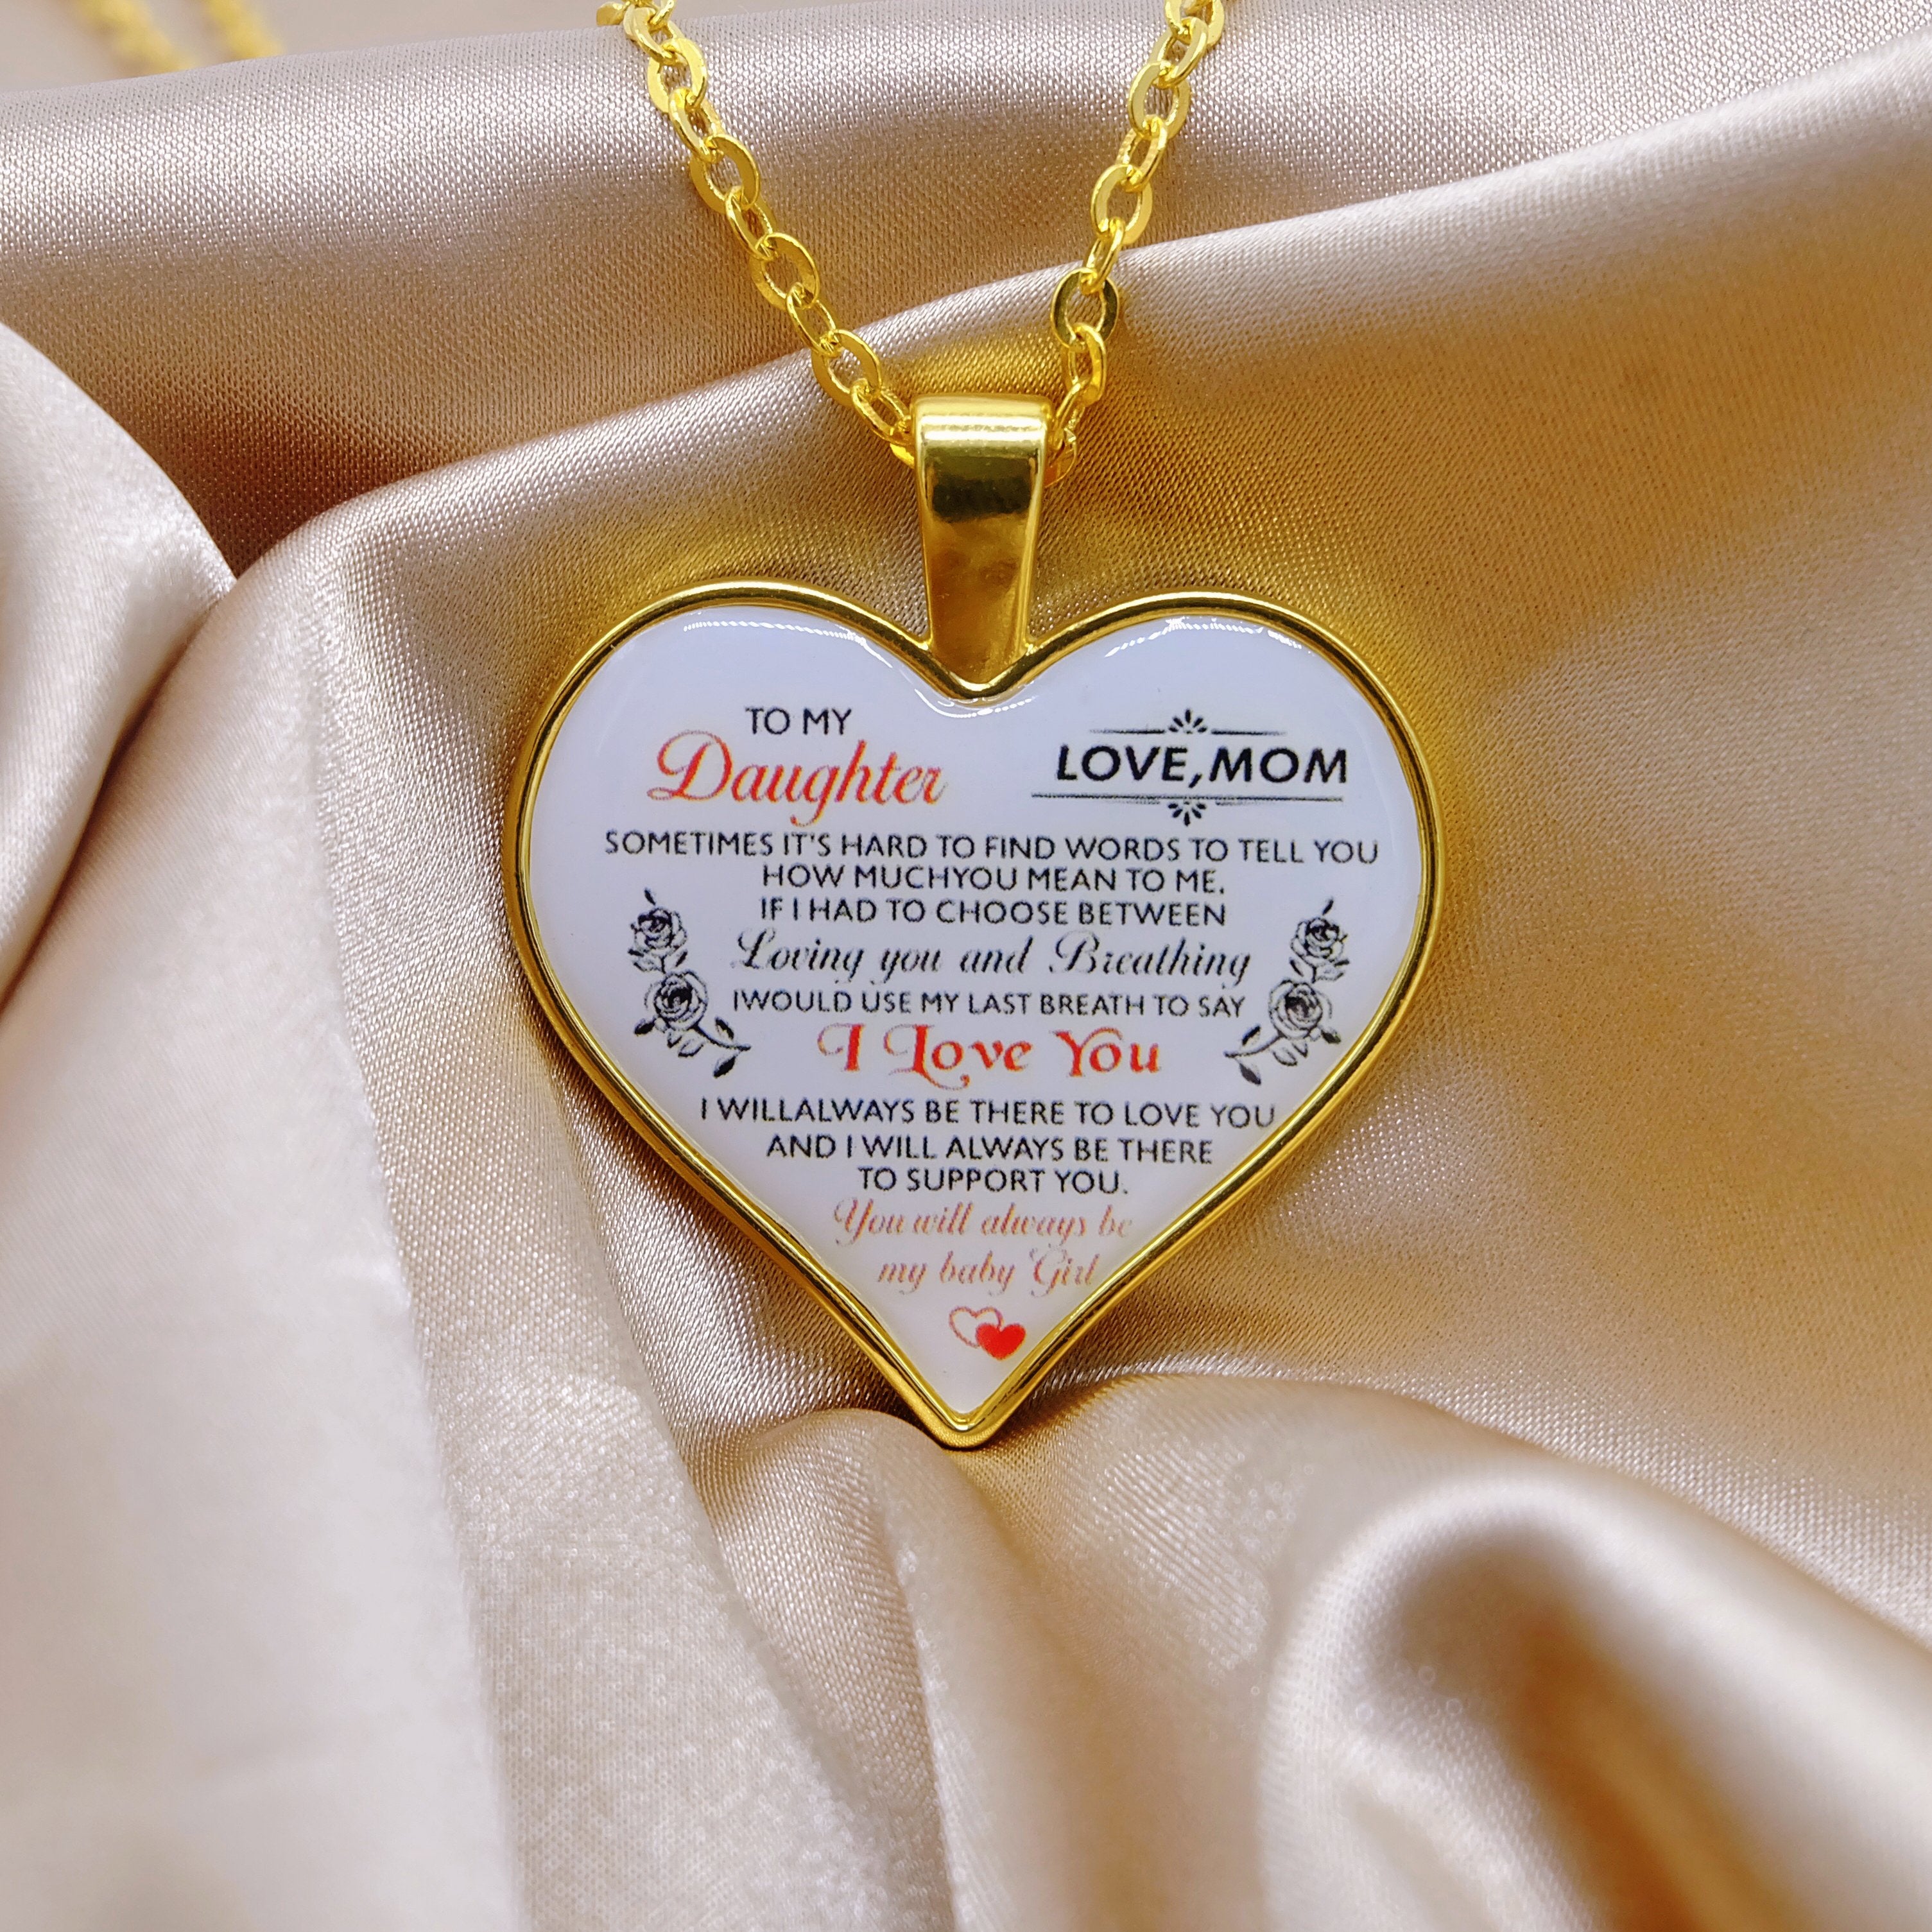 TO MY
Daughter
LOVE,MOM
SOMETIMES IT'S HARD TO FIND WORDS TO TELL YOU
HOW MUCHYOU MEAN TO ME.
IF I HAD TO CHOOSE BETWEEN
Loving you and Breathing
IWOULD USE MY LAST BREATH TO SAY
I Love You
I WILLALWAYS BE THERE TO LOVE YOU
AND I WILL ALWAYS BE THERE
TO SUPPORT YOU.
You will always be
my baby Girl